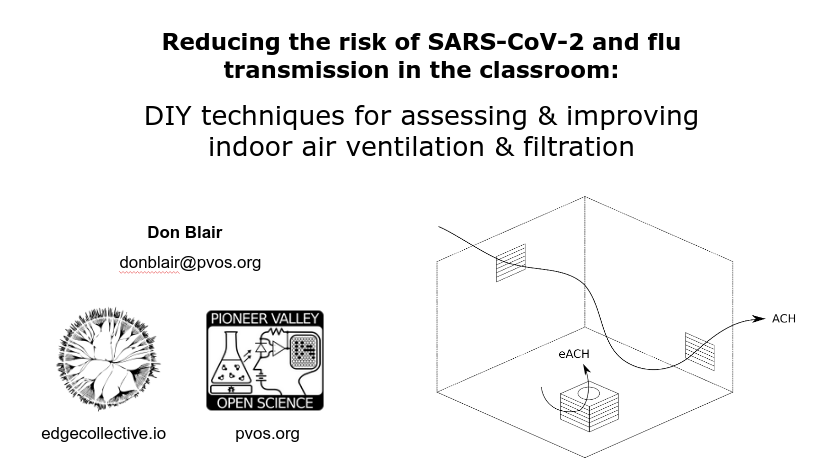 Reducing the risk of SARS-CoV-2 and flu
transmission in the classroom:
DIY techniques for assessing & improving
indoor air ventilation & filtration
Don Blair
donblair@pvos.org
PIONEER VALLEY
OPEN SCIENCE
edgecollective.io
pvos.org
ACH
eACH